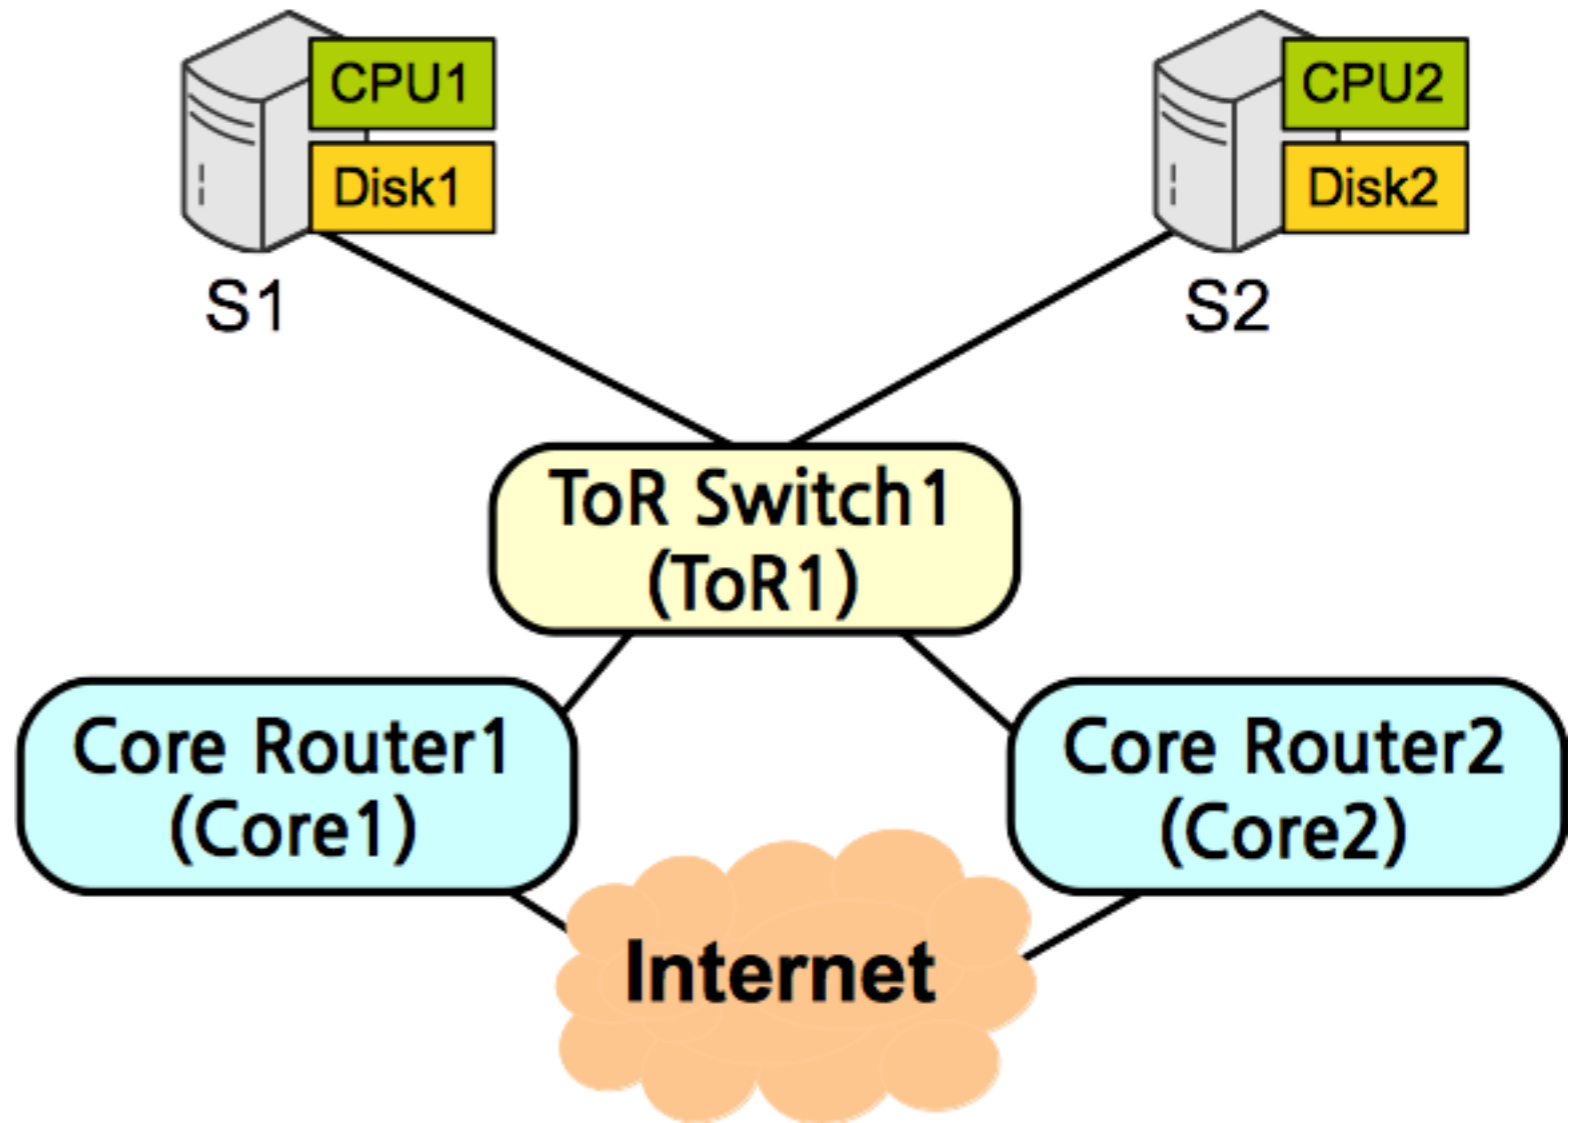 CPU1
Disk1
S1
CPU2
Disk2
S2
ToR Switch1
(ToR1)
Core Router1
(Core1)
Core Router2
(Core2)
Internet